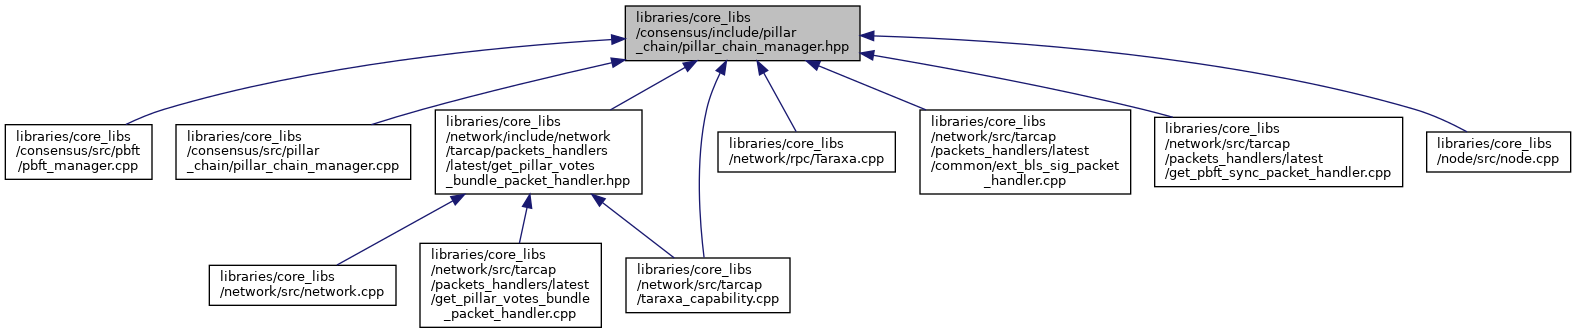 libraries/core_libs
/consensus/include/pillar
_chain/pillar_chain_manager.hpp
libraries/core_libs
/consensus/src/pbft
/pbft_manager.cpp
libraries/core_libs
/consensus/src/pillar
_chain/pillar_chain_manager.cpp
libraries/core_libs
/network/include/network
/tarcap/packets_handlers
/latest/get_pillar_votes
_bundle_packet_handler.hpp
libraries/core_libs
/network/rpc/Taraxa.cpp
libraries/core_libs
/network/src/tarcap
/packets_handlers/latest
/common/ext_bls_sig_packet
_handler.cpp
libraries/core_libs
/network/src/tarcap
/packets_handlers/latest
/get_pbft_sync_packet_handler.cpp
libraries/core_libs
/node/src/node.cpp
libraries/core_libs
/network/src/network.cpp
libraries/core_libs
/network/src/tarcap
/packets_handlers/latest
/get_pillar_votes_bundle
_packet_handler.cpp
libraries/core_libs
/network/src/tarcap
/taraxa_capability.cpp